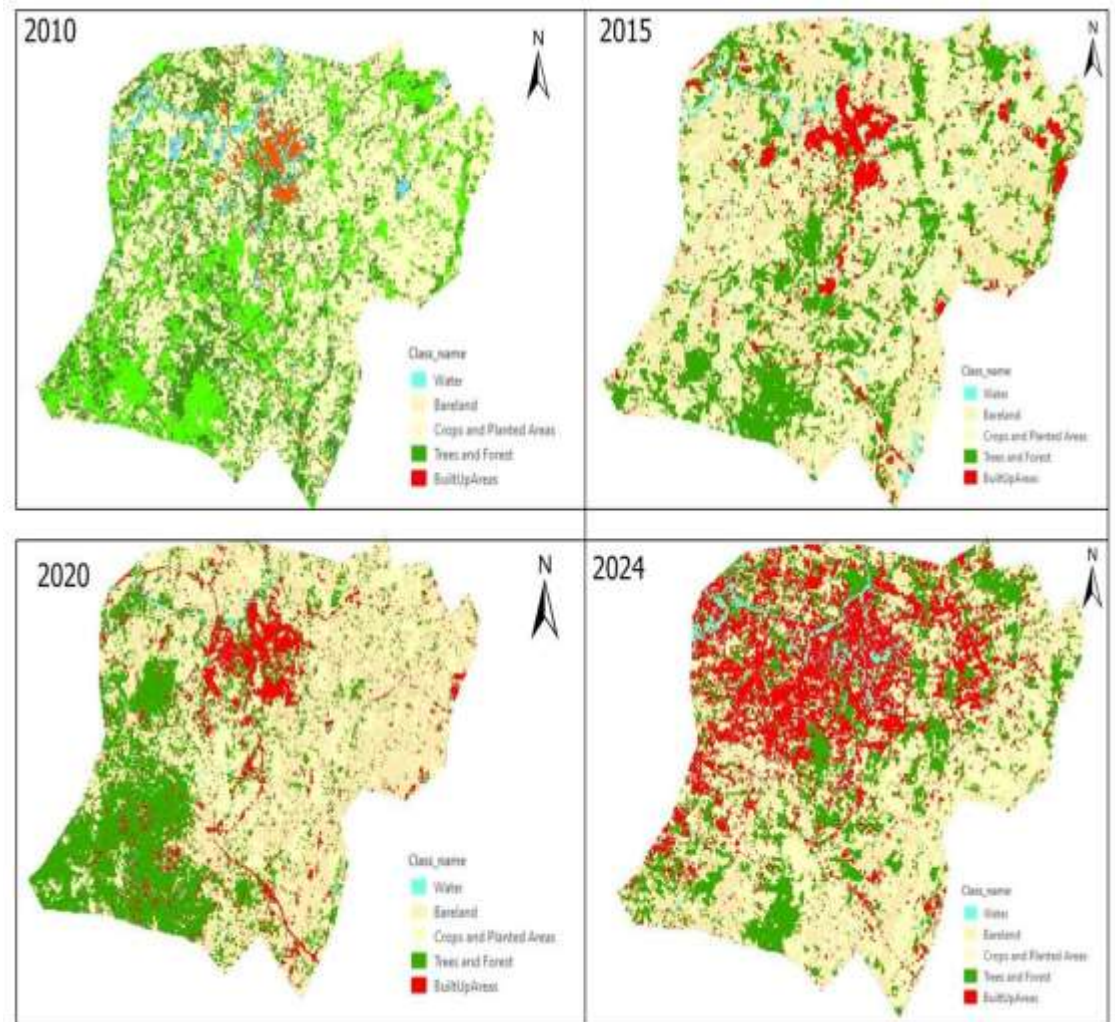 2010
N
Class_name
Water
Bareland
Crops and Planted Areas
Trees and Forest
BuiltUpAreas
2015
N
Class_name
Water
Bareland
Crops and Planted Areas
Trees and Forest
BuiltUpAreas
2020
N
Class_name
Water
Bareland
Crops and Planted Areas
Trees and Forest
BuiltUpAreas
2024
N
Class_name
Water
Bareland
Crops and Planted Areas
Trees and Forest
BuiltUpAreas